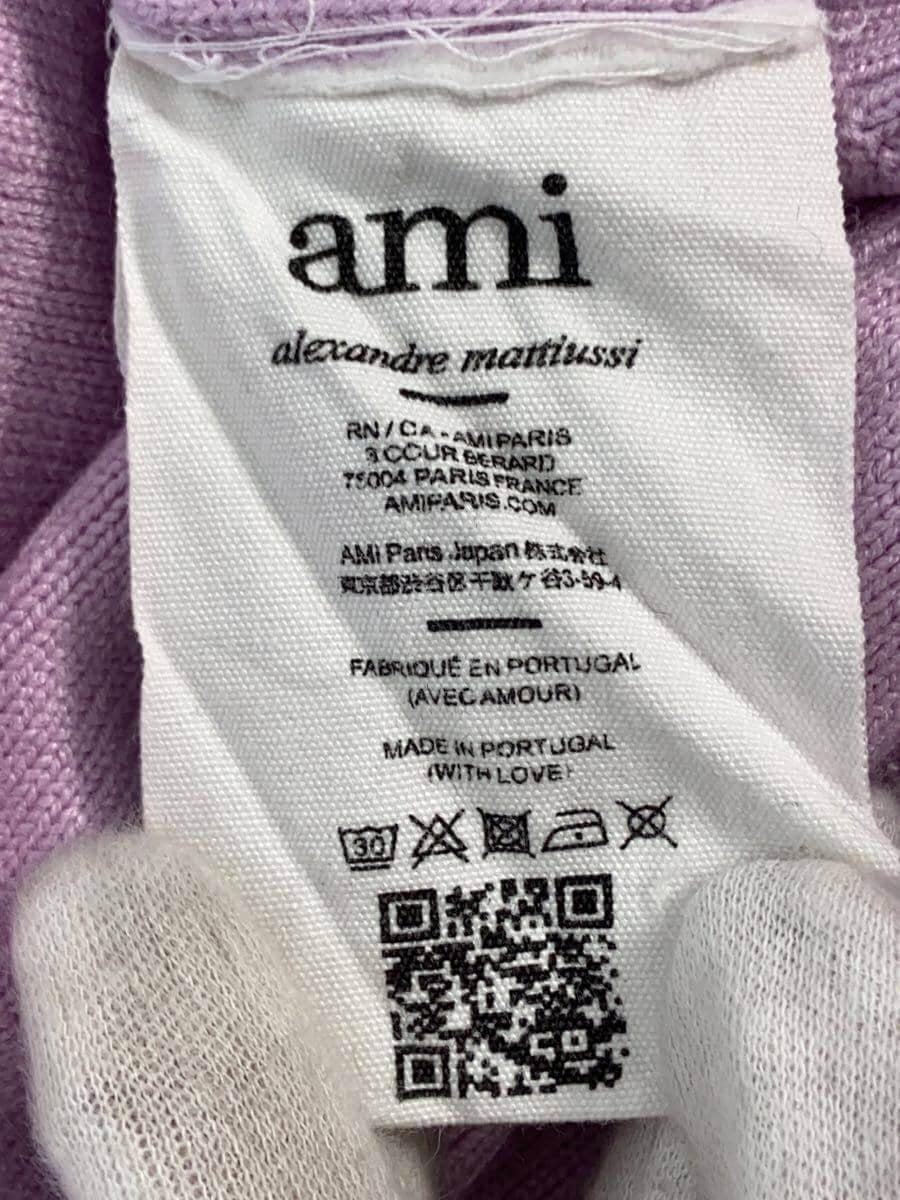 ami
alexandre mattiussi
RN / CA - AMI PARIS
3 COUR BERARD
75004 PARIS FRANCE
AMIPARIS.COM
AMI Paris Japan 株式会社
東京都渋谷区千駄ケ谷3-59-4
FABRIQUÉ EN PORTUGAL
(AVEC AMOUR)
MADE IN PORTUGAL
(WITH LOVE)
30